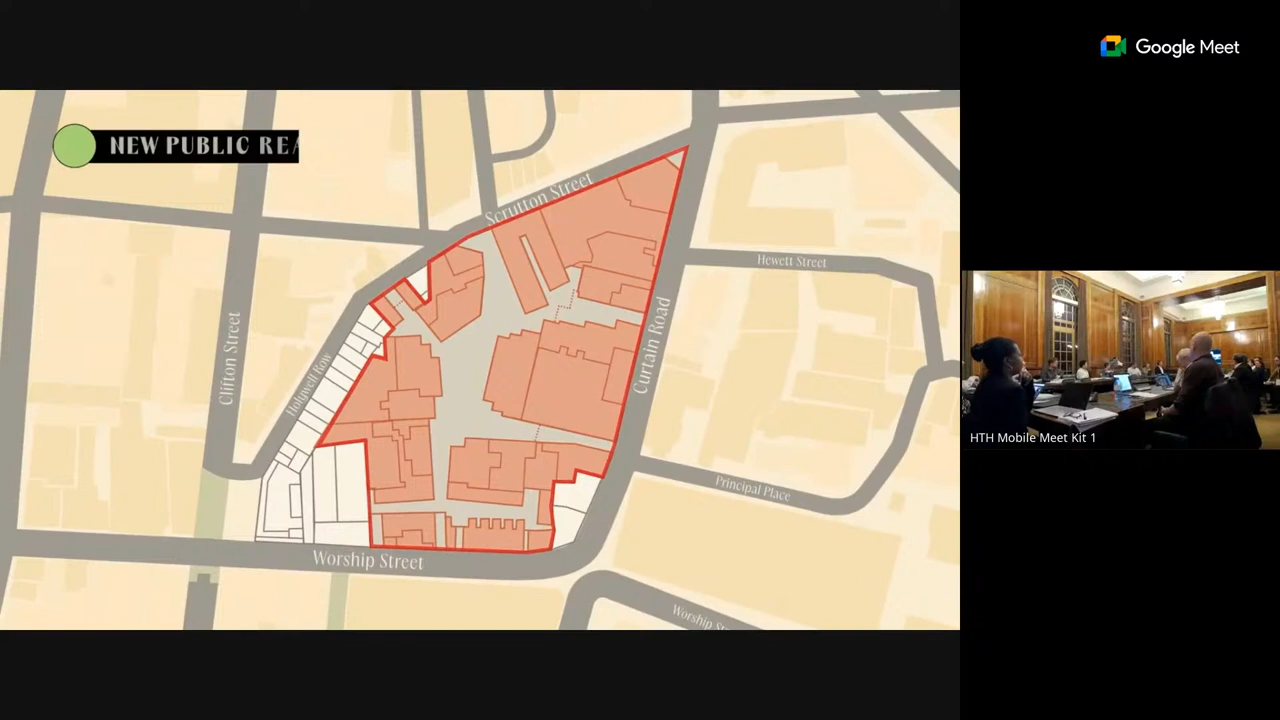 Google Meet
NEW PUBLIC REA
Scrutton Street
Hewett Street
Clifton Street
Holywell Row
Curtain Road
Principal Place
Worship Street
Worship St
HTH Mobile Meet Kit 1